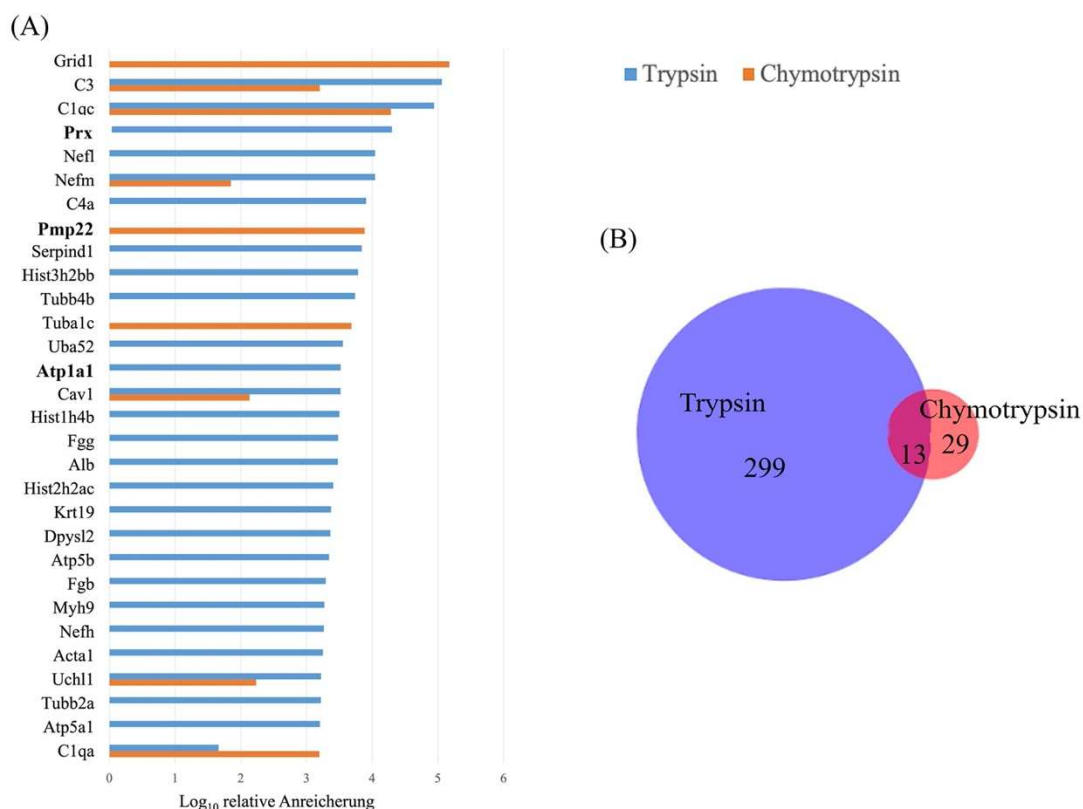 (A)
Trypsin Chymotrypsin
Grid1
C3
C1qc
Prx
Nefl
Nefm
C4a
Pmp22
Serpind1
Hist3h2bb
Tubb4b
Tuba1c
Uba52
Atp1a1
Cav1
Hist1h4b
Fgg
Alb
Hist2h2ac
Krt19
Dpysl2
Atp5b
Fgb
Myh9
Nefh
Acta1
Uchl1
Tubb2a
Atp5a1
C1qa
0 1 2 3 4 5 6
Log₁₀ relative Anreicherung
(B)
Trypsin
Chymotrypsin
299
13
29